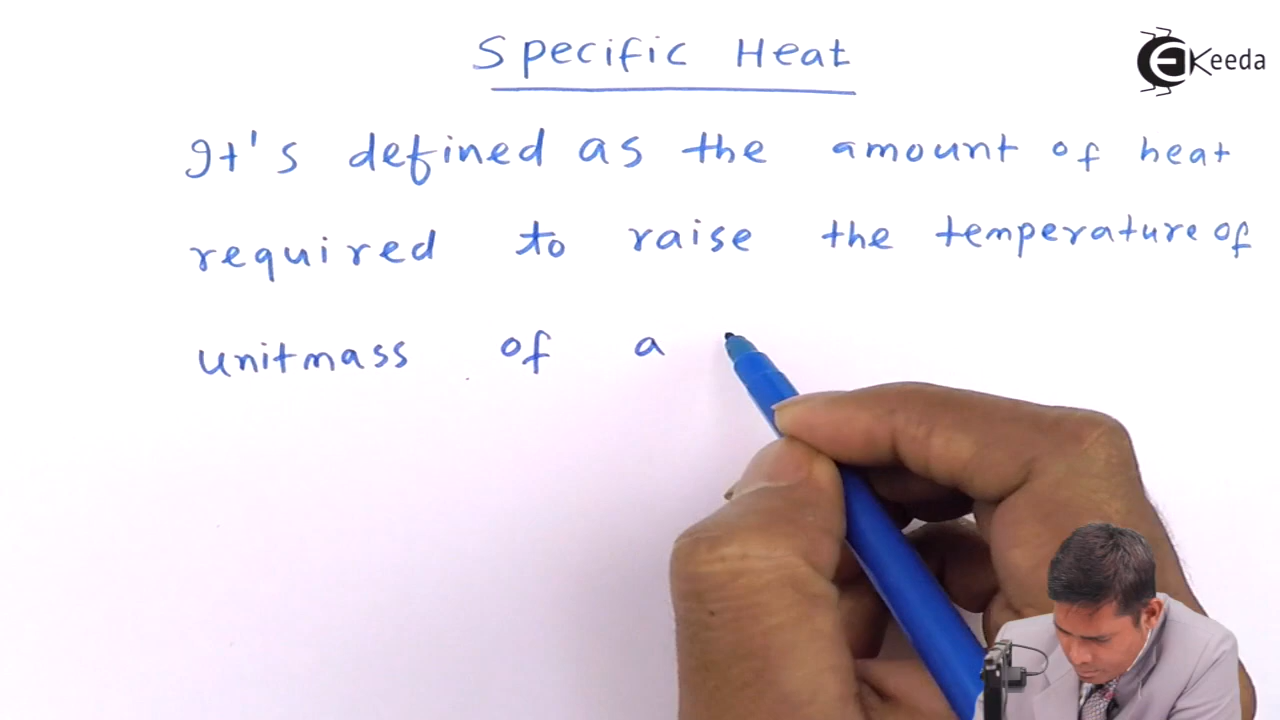 Specific Heat
EKeeda
It's defined as the amount of heat
required to raise the temperature of
unitmass of a